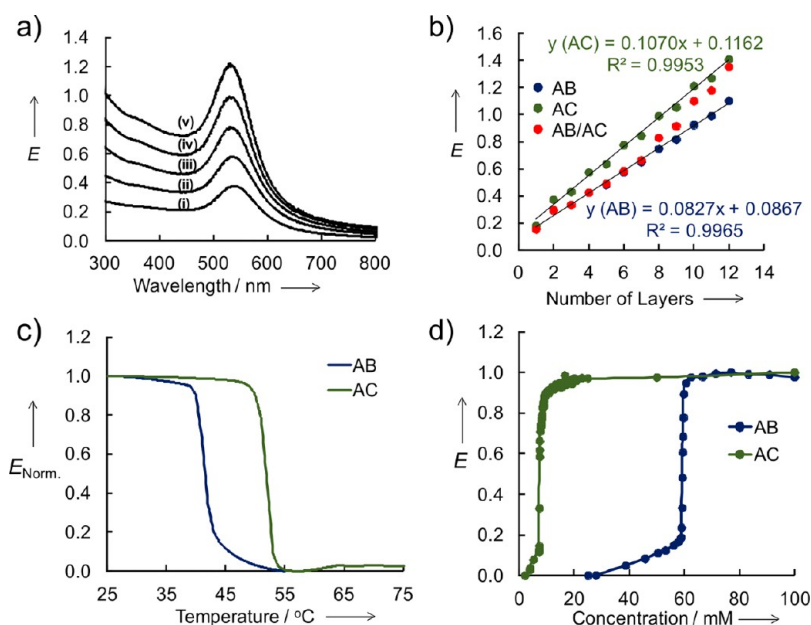 a)
1.4
1.2
1.0
0.8
0.6
0.4
0.2
0.0
E
(v)
(iv)
(iii)
(ii)
(i)
300 400 500 600 700 800
Wavelength / nm
b)
1.8
1.6
1.4
1.2
1.0
0.8
0.6
0.4
0.2
0.0
E
y (AC) = 0.1070x + 0.1162
R² = 0.9953
AB
AC
AB/AC
y (AB) = 0.0827x + 0.0867
R² = 0.9965
0 2 4 6 8 10 12 14
Number of Layers
c)
1.2
1.0
0.8
0.6
0.4
0.2
0.0
E Norm.
AB
AC
25 35 45 55 65 75
Temperature / °C
d)
1.2
1.0
0.8
0.6
0.4
0.2
0.0
E
AB
AC
0 20 40 60 80 100
Concentration / mM